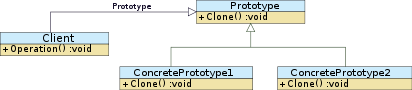 Prototype
Prototype
+ Clone() :void
Client
+ Operation() :void
ConcretePrototype1
+ Clone() :void
ConcretePrototype2
+ Clone() :void